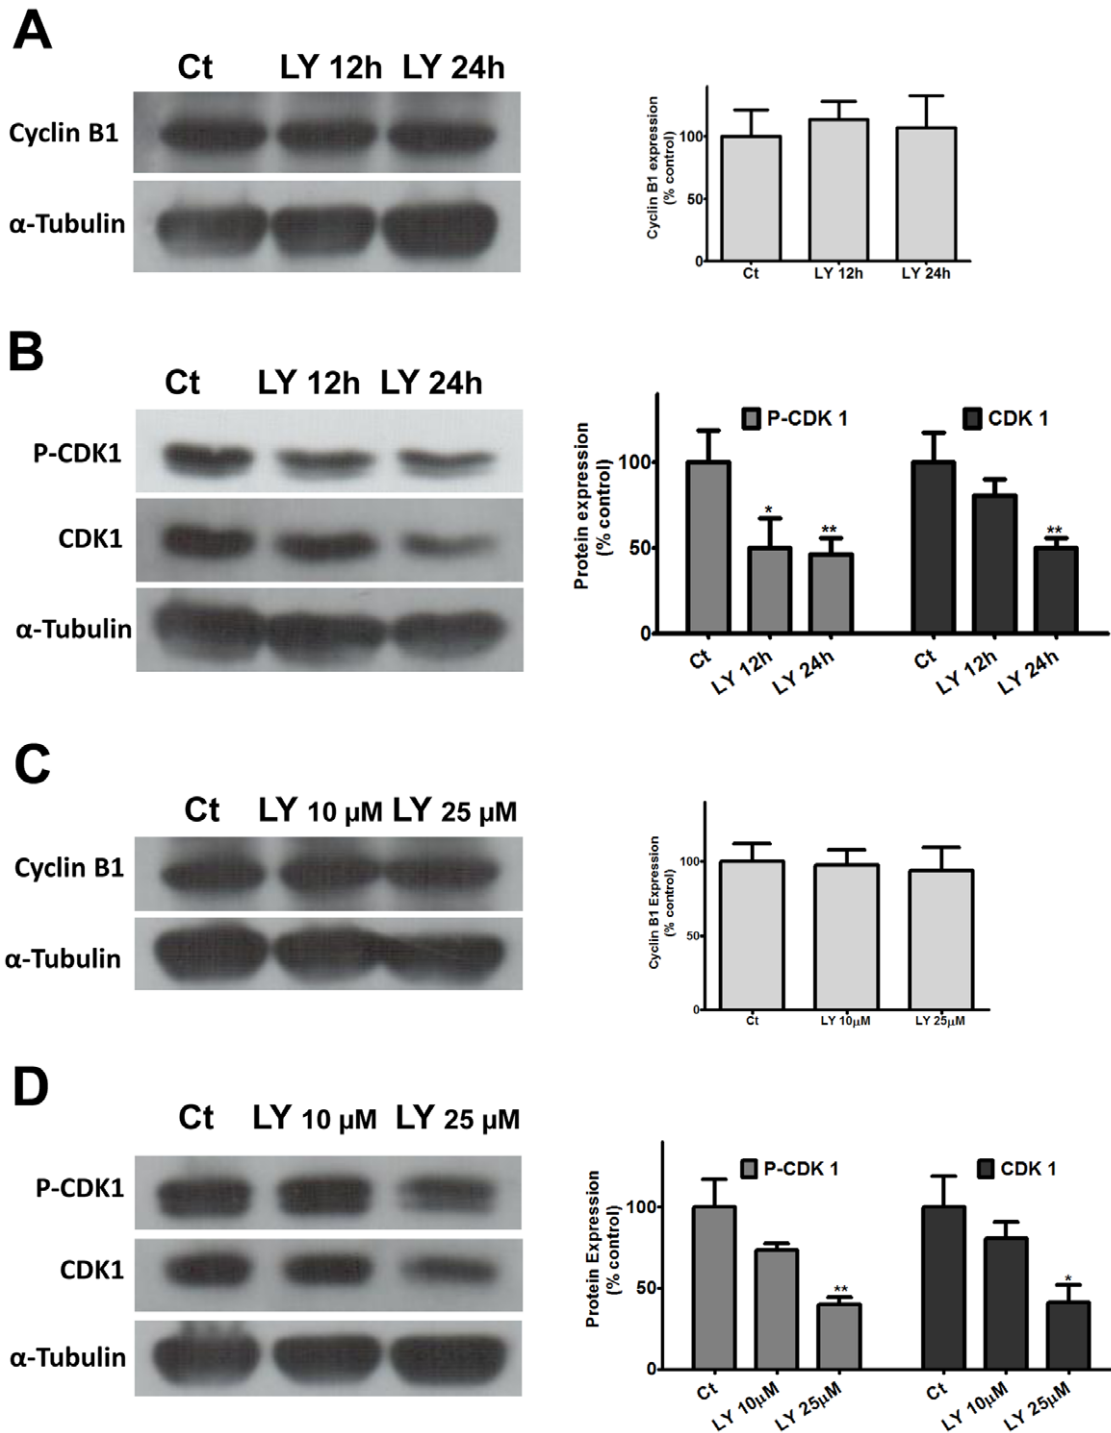 A
Ct LY 12h LY 24h
Cyclin B1
α-Tubulin
Cyclin B1 expression
(% control)
100
50
0
Ct LY 12h LY 24h
B
Ct LY 12h LY 24h
P-CDK1
CDK1
α-Tubulin
Protein expression
(% control)
P-CDK 1 CDK 1
100
50
0
* ** **
Ct LY 12h LY 24h Ct LY 12h LY 24h
C
Ct LY 10 µM LY 25 µM
Cyclin B1
α-Tubulin
Cyclin B1 Expression
(% control)
100
50
0
Ct LY 10µM LY 25µM
D
Ct LY 10 µM LY 25 µM
P-CDK1
CDK1
α-Tubulin
Protein Expression
(% control)
P-CDK 1 CDK 1
100
50
0
** *
Ct LY 10µM LY 25µM Ct LY 10µM LY 25µM